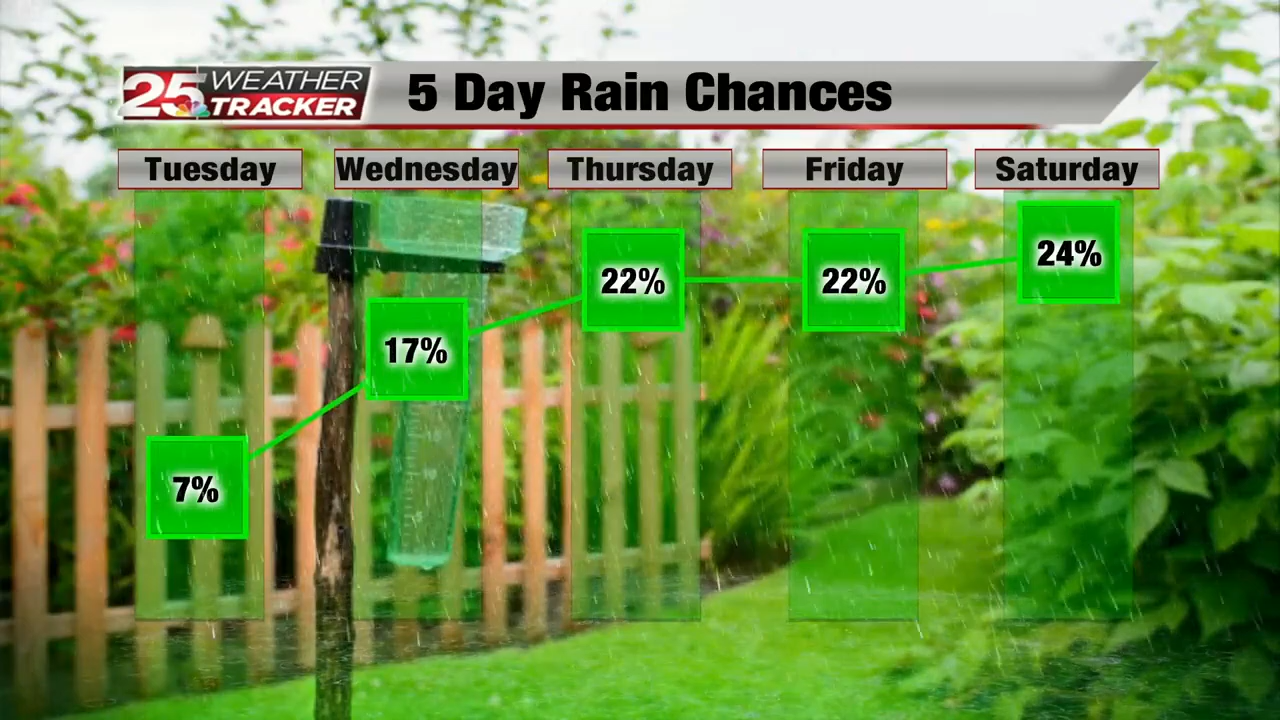 25 WEATHER TRACKER
5 Day Rain Chances
Tuesday Wednesday Thursday Friday Saturday
7% 17% 22% 22% 24%